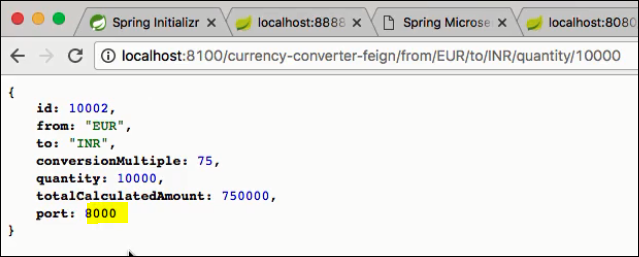 Spring Initializr
localhost:8888
Spring Microse
localhost:8080
localhost:8100/currency-converter-feign/from/EUR/to/INR/quantity/10000
{
id: 10002,
from: "EUR",
to: "INR",
conversionMultiple: 75,
quantity: 10000,
totalCalculatedAmount: 750000,
port: 8000
}